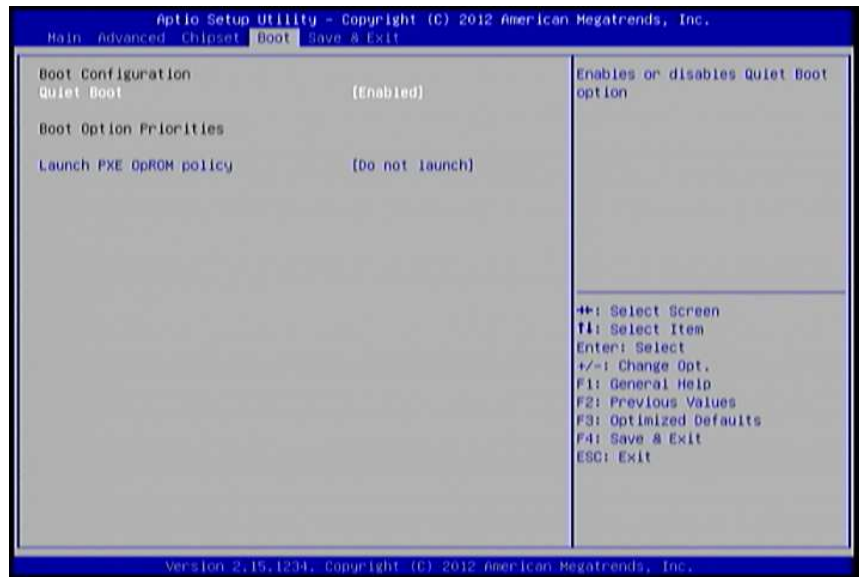 Aptio Setup Utility - Copyright (C) 2012 American Megatrends, Inc.
Main Advanced Chipset Boot Save & Exit
Boot Configuration
Quiet Boot [Enabled]
Boot Option Priorities
Launch PXE OpROM policy [Do not launch]
Enables or disables Quiet Boot
option
→←: Select Screen
↑↓: Select Item
Enter: Select
+/-: Change Opt.
F1: General Help
F2: Previous Values
F3: Optimized Defaults
F4: Save & Exit
ESC: Exit
Version 2.15.1234. Copyright (C) 2012 American Megatrends, Inc.